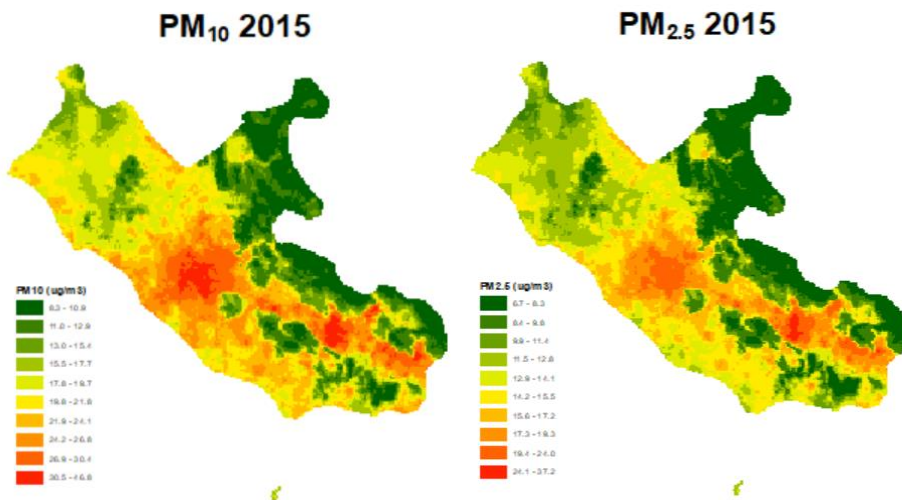 PM10 2015
PM2.5 2015
PM10 (ug/m3)
11.0 - 12.9
13.0 - 15.4
15.5 - 17.7
17.8 - 19.7
19.8 - 21.8
21.9 - 24.1
24.2 - 26.8
26.9 - 30.4
30.5 - 46.8
PM2.5 (ug/m3)
6.7 - 8.3
8.4 - 9.8
9.9 - 11.4
11.5 - 12.8
12.9 - 14.1
14.2 - 15.5
15.6 - 17.2
17.3 - 19.3
19.4 - 24.0
24.1 - 37.2